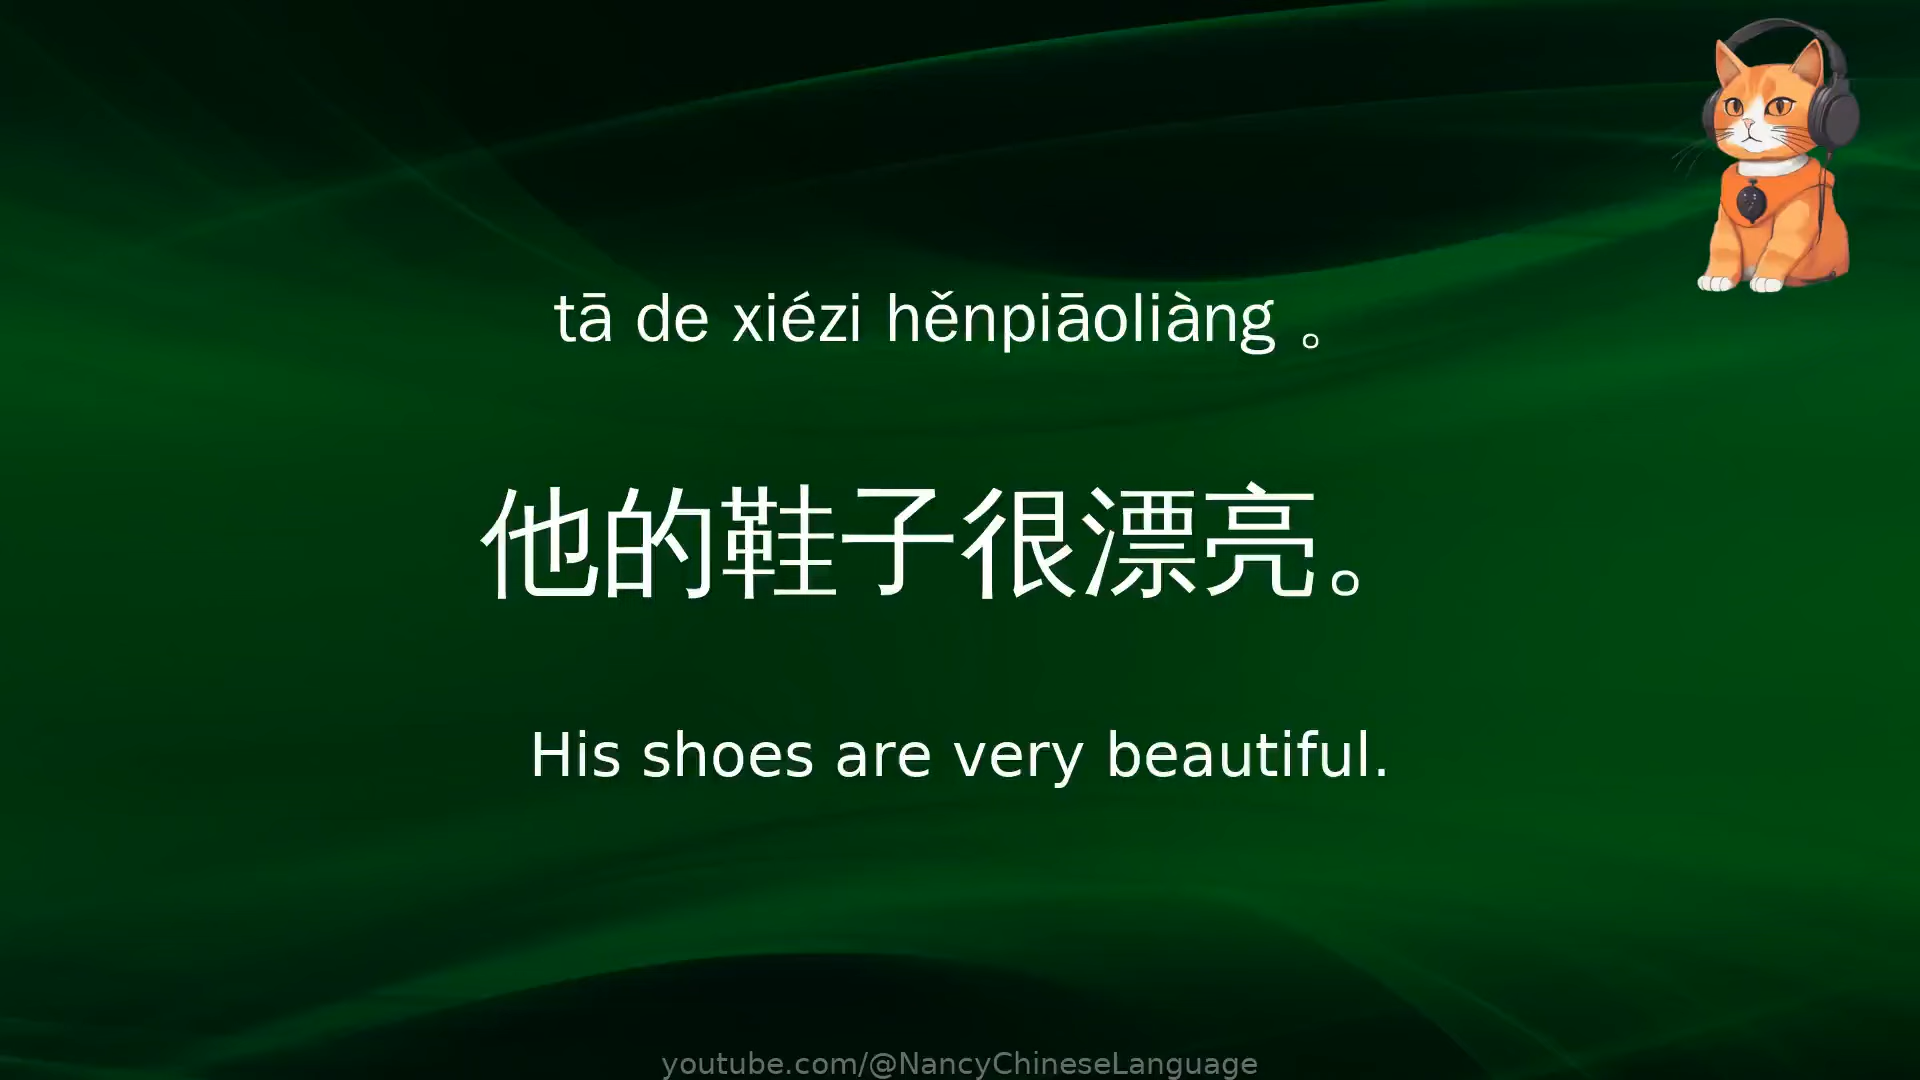 tā de xiézi hěnpiāoliàng 。
他的鞋子很漂亮。
His shoes are very beautiful.
youtube.com/@NancyChineseLanguage